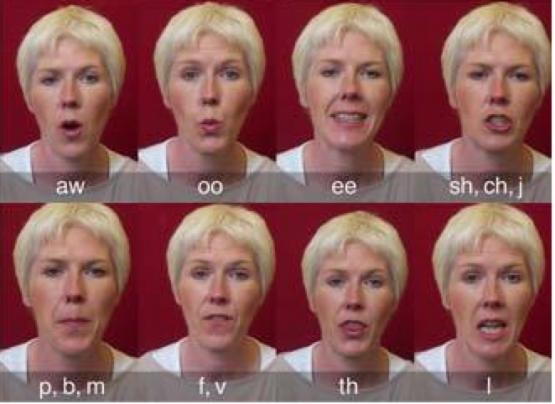 aw oo ee sh, ch, j
p, b, m f, v th l